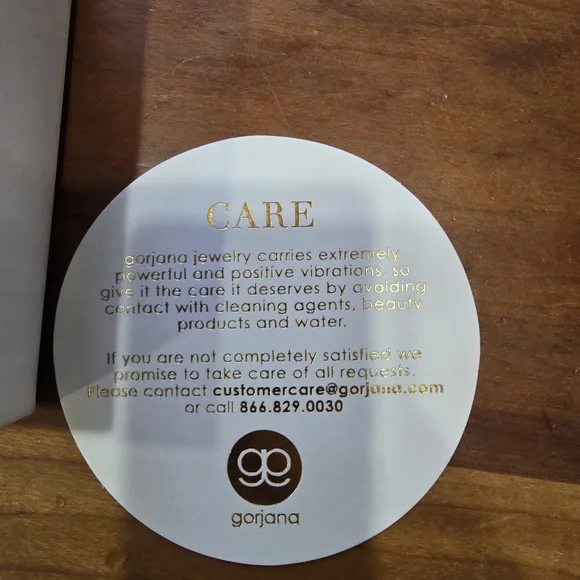 CARE
gorjana jewelry carries extremely
powerful and positive vibrations, so
give it the care it deserves by avoiding
contact with cleaning agents, beauty
products and water.
If you are not completely satisfied we
promise to take care of all requests.
Please contact customercare@gorjana.com
or call 866.829.0030
gp
gorjana